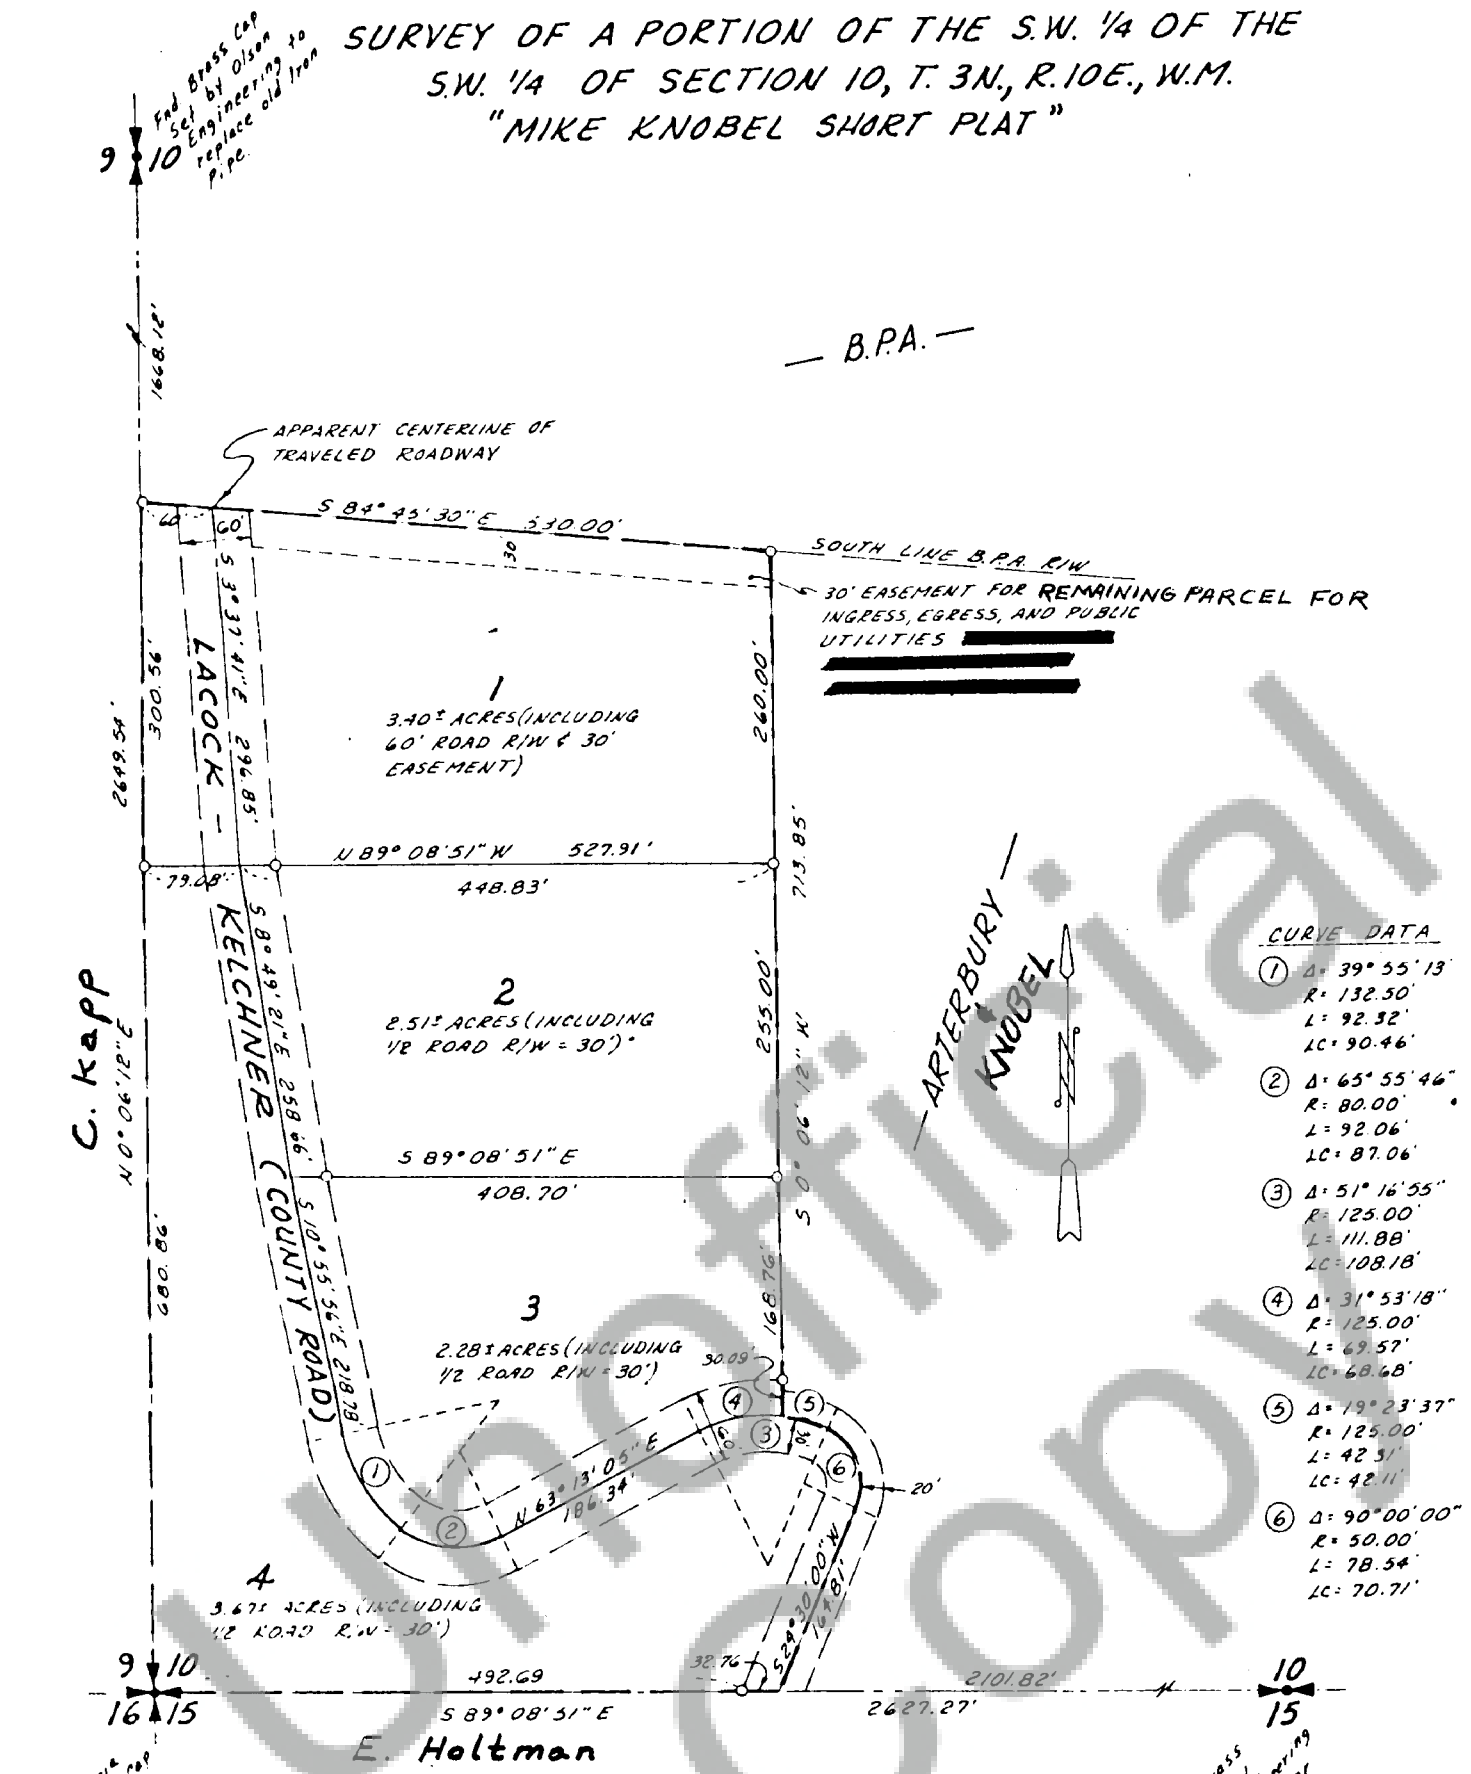 SURVEY OF A PORTION OF THE S.W. 1/4 OF THE
S.W. 1/4 OF SECTION 10, T. 3N., R.10E., W.M.
"MIKE KNOBEL SHORT PLAT"
Fnd Brass Cap
Set by Olson
Engineering to
replace old Iron
Pipe.
9 10
1668.12'
— B.P.A. —
APPARENT CENTERLINE OF
TRAVELED ROADWAY
S 84° 45' 30" E 530.00'
60 60'
30
SOUTH LINE B.P.A. R/W
30' EASEMENT FOR REMAINING PARCEL FOR
INGRESS, EGRESS, AND PUBLIC
UTILITIES
S 3° 37' 41" E 296.85'
300.56'
2649.54'
260.00'
1
3.40± ACRES (INCLUDING
60' ROAD R/W & 30'
EASEMENT)
LACOCK - KELCHNER (COUNTY ROAD)
N 89° 08' 51" W 527.91'
79.08'
448.83'
713.85'
S 0° 06' 12" W
255.00'
2
2.51± ACRES (INCLUDING
1/2 ROAD R/W = 30')
S 8° 49' 21" E 258.66'
C. Kapp
N 0° 06' 12" E
680.86'
— ARTERBURY —
& KNOBEL
S 89° 08' 51" E
408.70'
S 10° 55' 56" E 218.78'
168.76'
3
2.28± ACRES (INCLUDING
1/2 ROAD R/W = 30')
30.09'
1
2
3
4
5
6
60'
30'
20'
N 63° 13' 05" E
186.34'
S 24° 30' 00" W
164.81'
4
3.67± ACRES (INCLUDING
1/2 ROAD R/W = 30')
CURVE DATA
1 Δ= 39° 55' 13"
R= 132.50'
L= 92.32'
LC= 90.46'
2 Δ= 65° 55' 46"
R= 80.00'
L= 92.06'
LC= 87.06'
3 Δ= 51° 16' 55"
R= 125.00'
L= 111.88'
LC= 108.18'
4 Δ= 31° 53' 18"
R= 125.00'
L= 69.57'
LC= 68.68'
5 Δ= 19° 23' 37"
R= 125.00'
L= 42.31'
LC= 42.11'
6 Δ= 90° 00' 00"
R= 50.00'
L= 78.54'
LC= 70.71'
9 10
16 15
492.69
32.76
S 89° 08' 51" E
2101.82'
2627.27'
10
15
E. Holtman
Unofficial
Copy